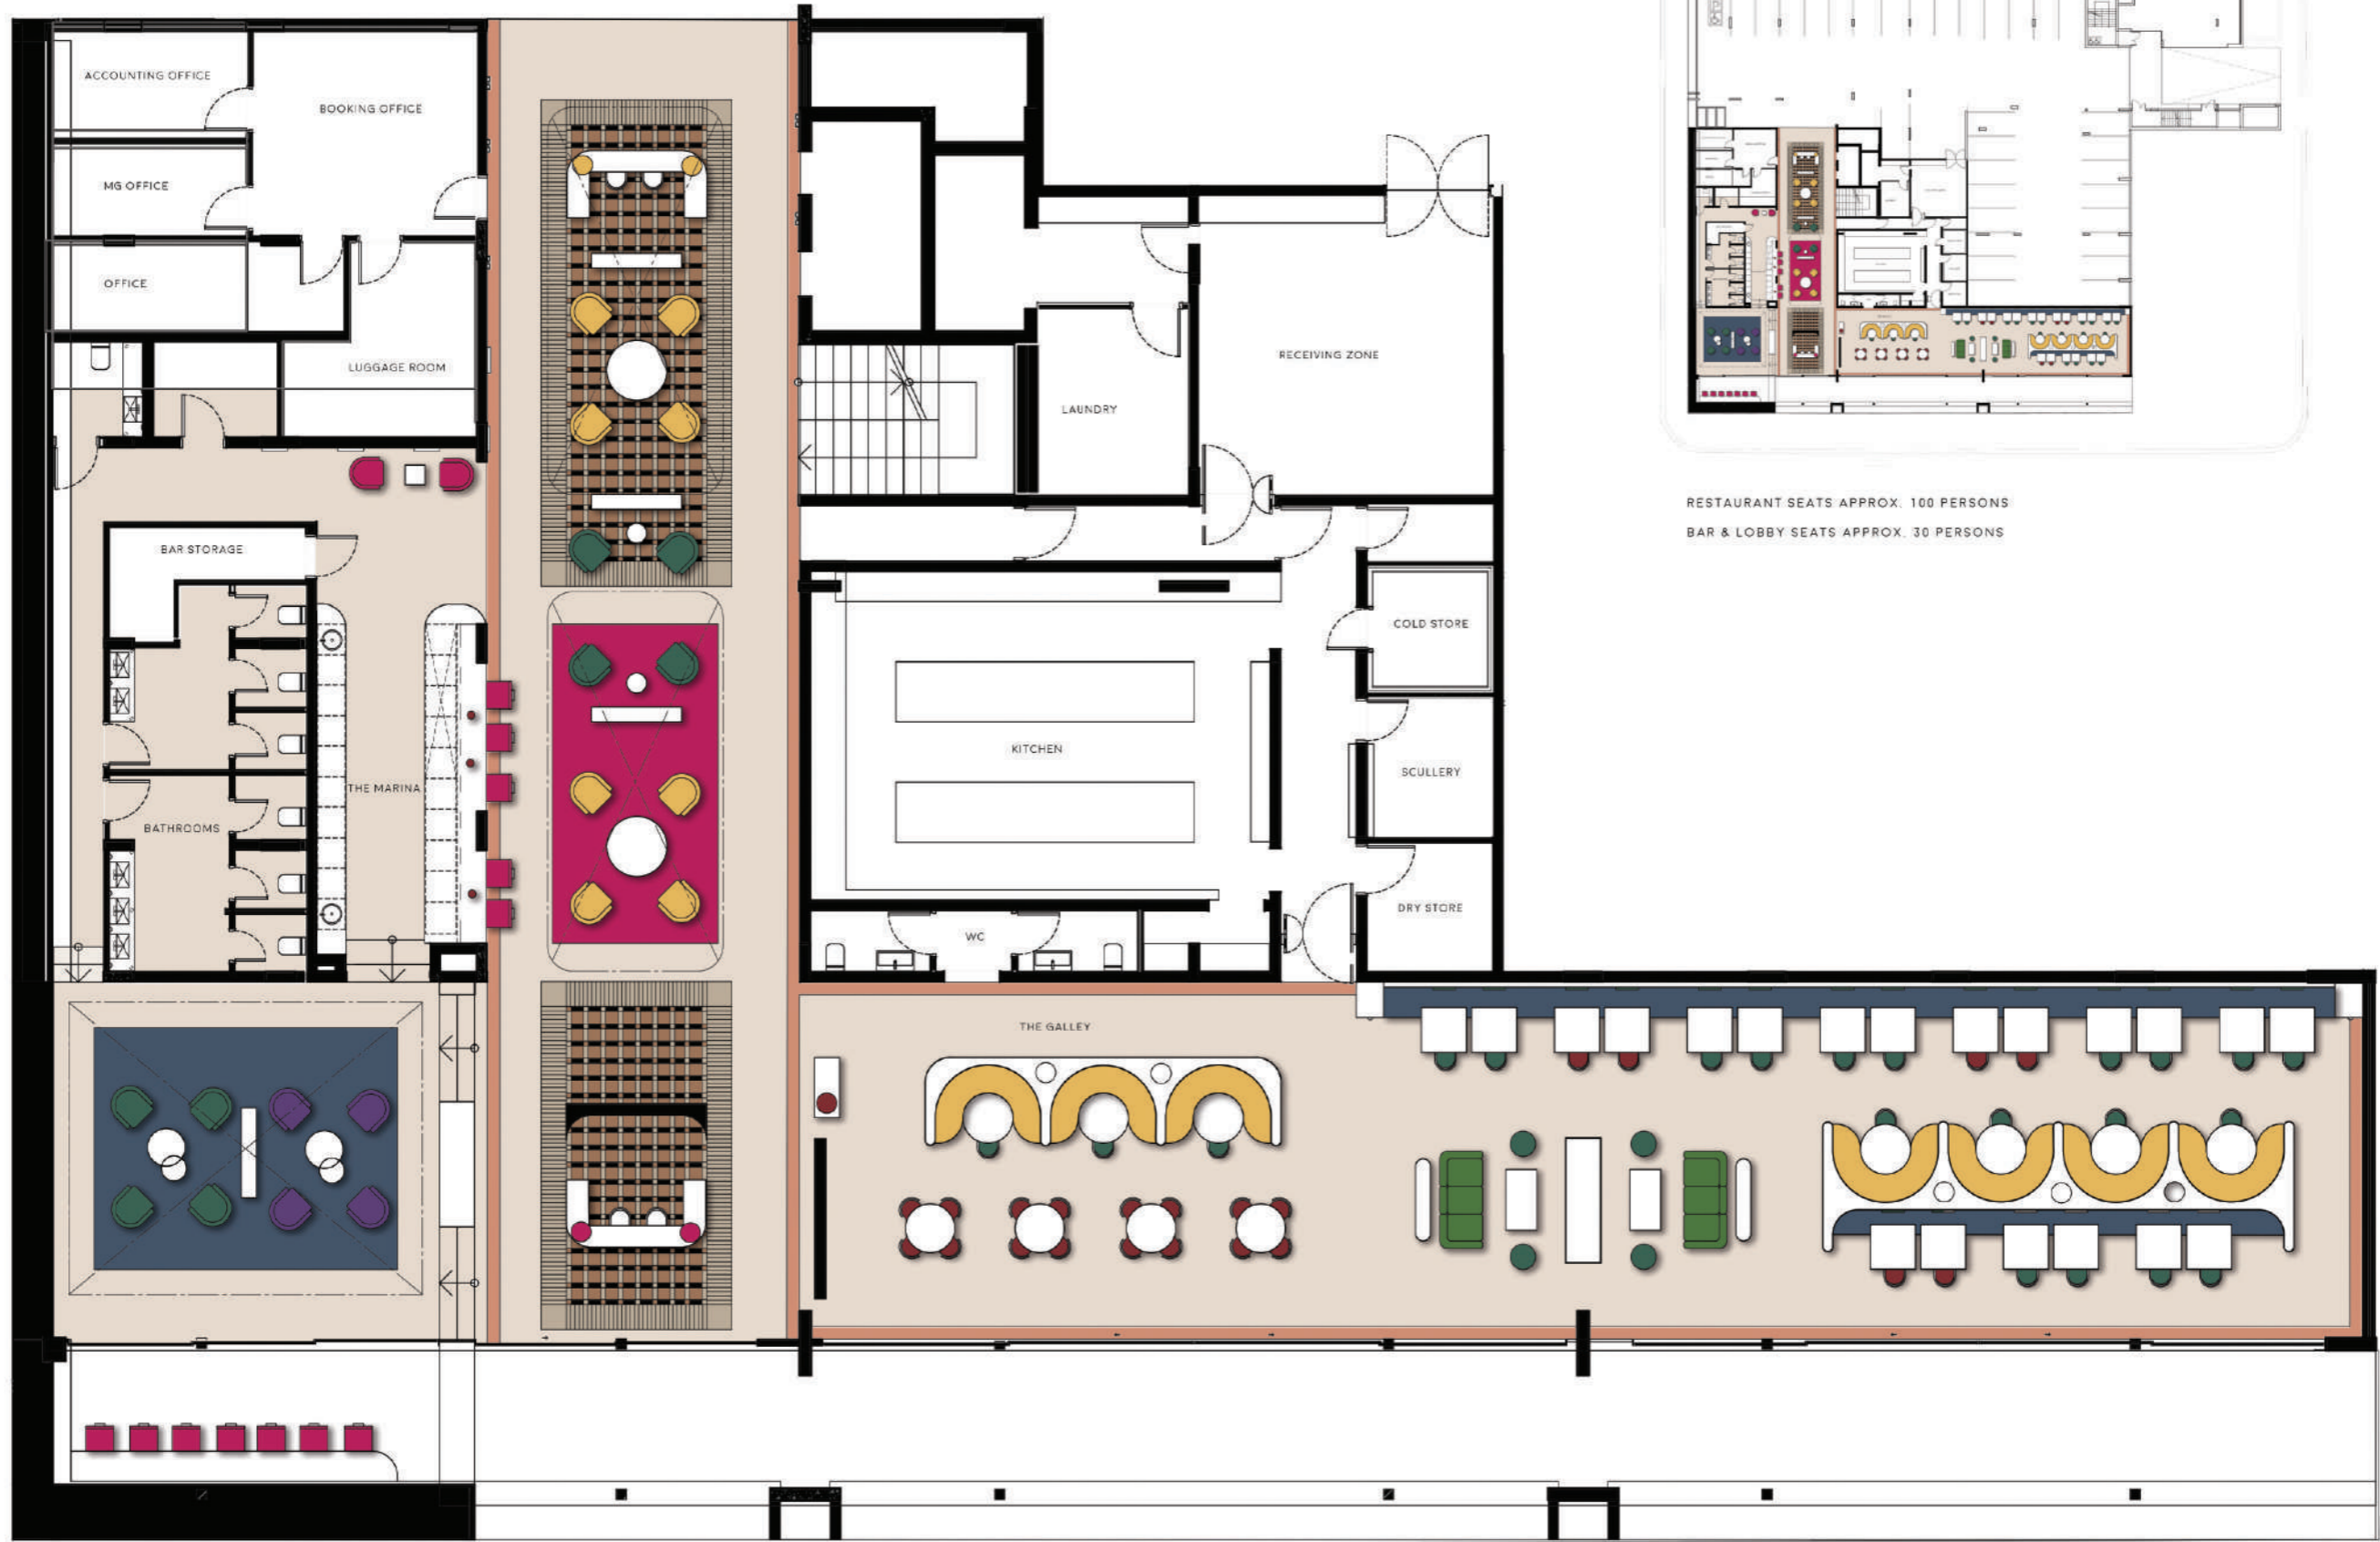 ACCOUNTING OFFICE
BOOKING OFFICE
MG OFFICE
OFFICE
LUGGAGE ROOM
RECEIVING ZONE
LAUNDRY
RESTAURANT SEATS APPROX. 100 PERSONS
BAR & LOBBY SEATS APPROX. 30 PERSONS
BAR STORAGE
COLD STORE
KITCHEN
SCULLERY
THE MARINA
BATHROOMS
DRY STORE
WC
THE GALLEY